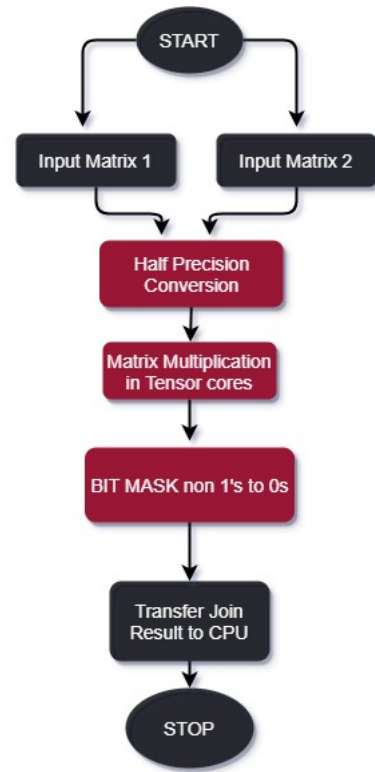 START
Input Matrix 1
Input Matrix 2
Half Precision
Conversion
Matrix Multiplication
in Tensor cores
BIT MASK non 1's to 0s
Transfer Join
Result to CPU
STOP